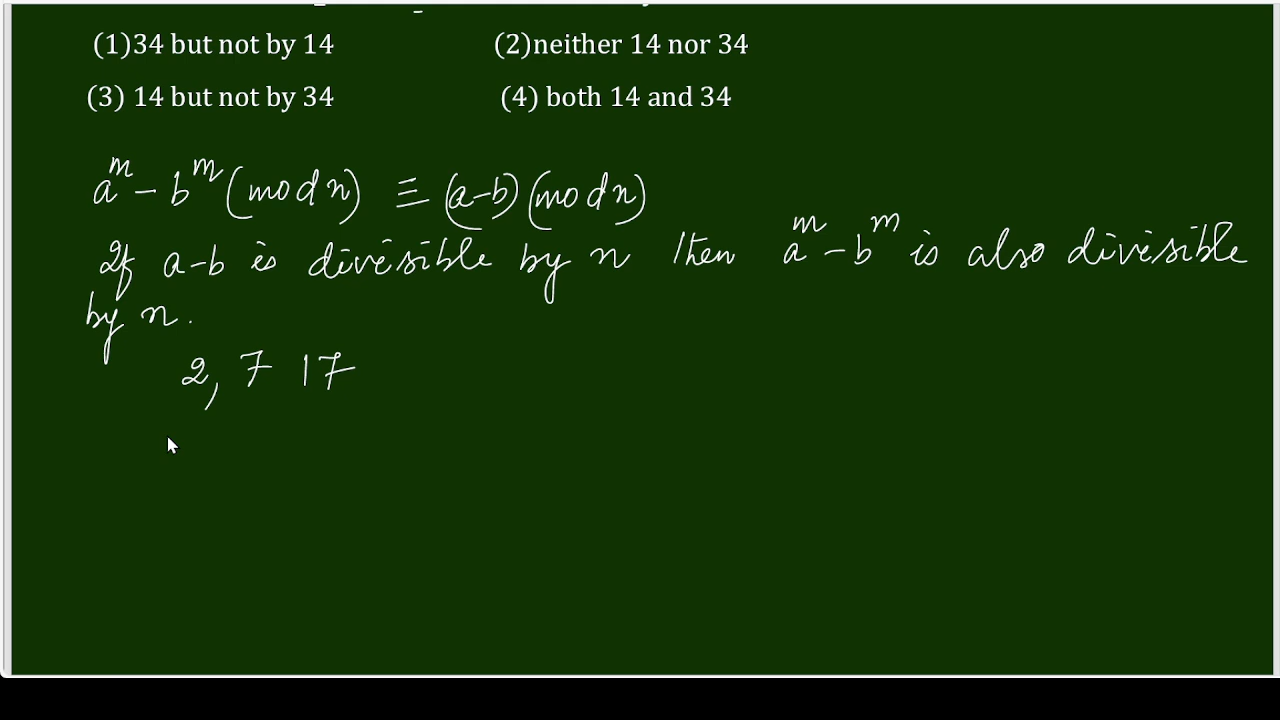 (1)34 but not by 14 (2)neither 14 nor 34
(3) 14 but not by 34 (4) both 14 and 34
a^m - b^m (mod n) ≡ (a-b) (mod n)
If a-b is divisible by n then a^m - b^m is also divisible
by n.
2, 7 17